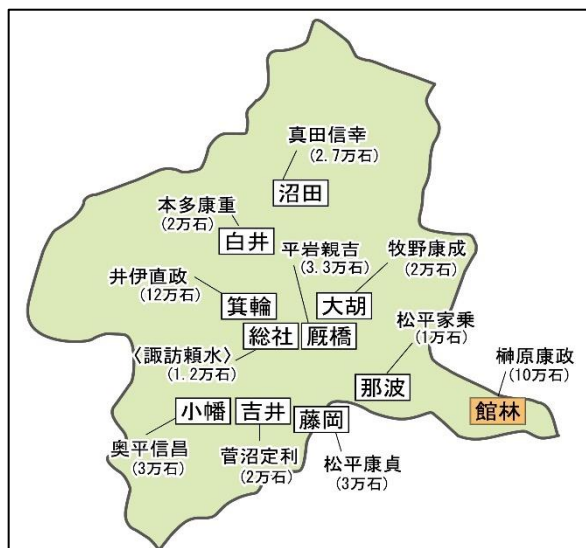 真田信幸
(2.7万石)
沼田
本多康重
(2万石)
白井
平岩親吉
(3.3万石)
牧野康成
(2万石)
井伊直政
(12万石)
箕輪
大胡
松平家乗
(1万石)
総社
厩橋
〈諏訪頼水〉
(1.2万石)
榊原康政
(10万石)
那波
館林
小幡
吉井
藤岡
奥平信昌
(3万石)
菅沼定利
(2万石)
松平康貞
(3万石)